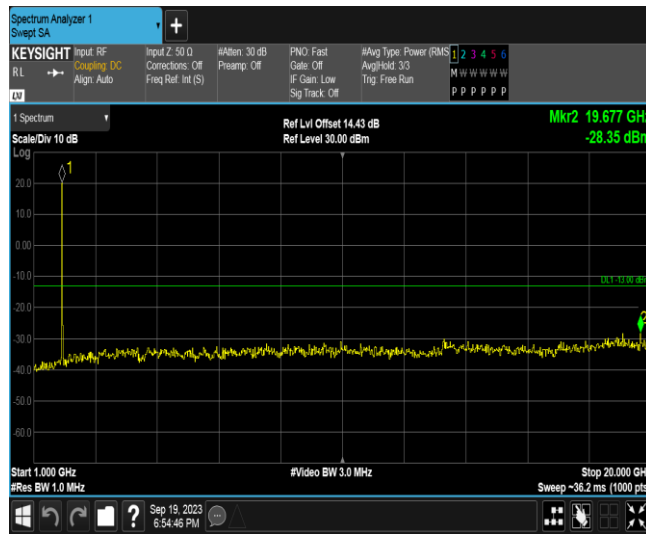 Spectrum Analyzer 1
Swept SA
KEYSIGHT
RL
LXI
Input: RF
Coupling: DC
Align: Auto
Input Z: 50 Ω
Corrections: Off
Freq Ref: Int (S)
#Atten: 30 dB
Preamp: Off
PNO: Fast
Gate: Off
IF Gain: Low
Sig Track: Off
#Avg Type: Power (RMS
Avg|Hold: 3/3
Trig: Free Run
1 2 3 4 5 6
M W W W W W
P P P P P P
1 Spectrum
Scale/Div 10 dB
Log
Ref Lvl Offset 14.43 dB
Ref Level 30.00 dBm
Mkr2 19.677 GHz
-28.35 dBm
1
20.0
10.0
0.00
-10.0
DL1 -13.00 dBm
2
-20.0
-30.0
-40.0
-50.0
-60.0
Start 1.000 GHz
#Res BW 1.0 MHz
#Video BW 3.0 MHz
Stop 20.000 GH
Sweep ~36.2 ms (1000 pts
?
Sep 19, 2023
6:54:46 PM